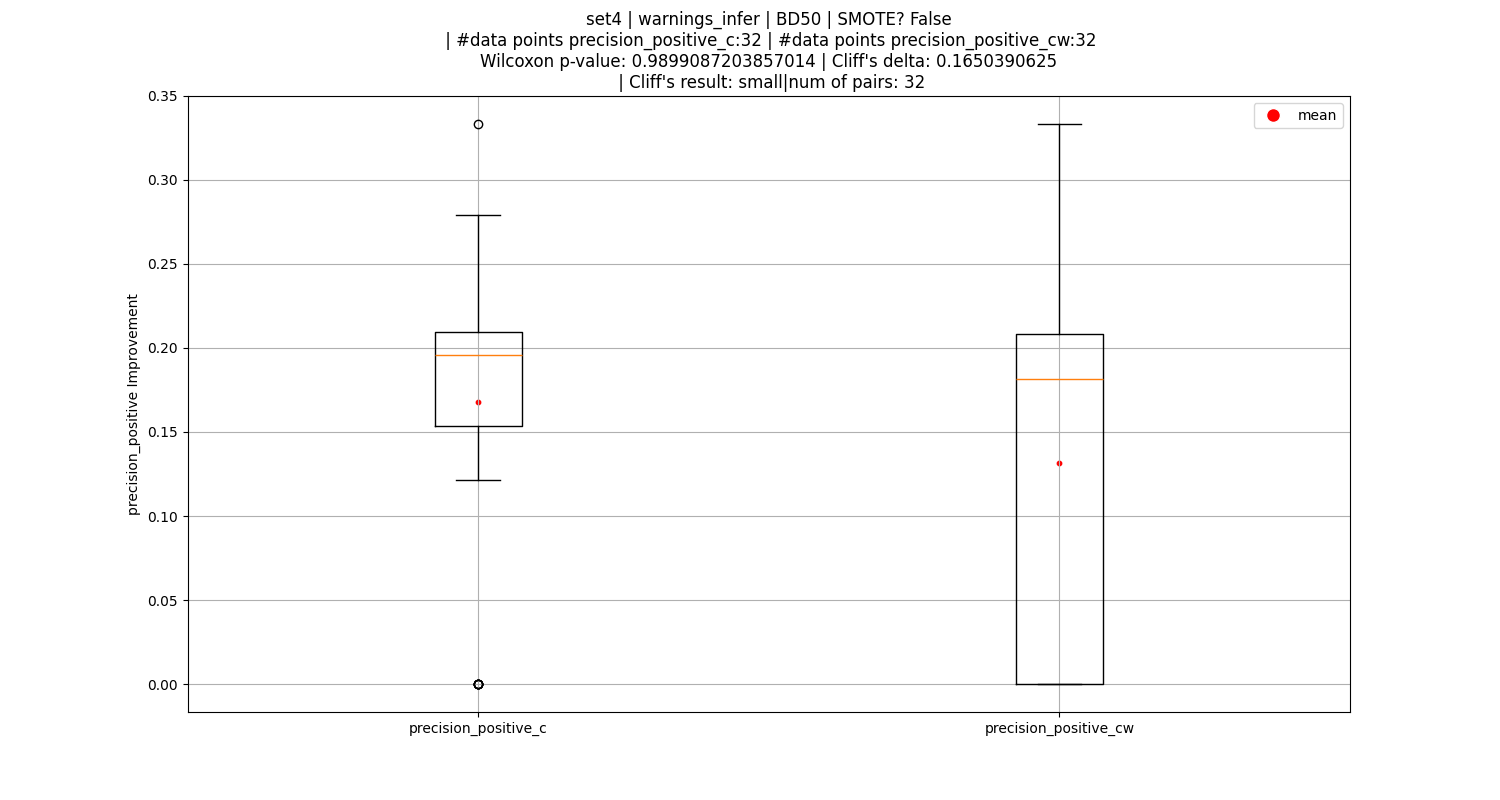 set4 | warnings_infer | BD50 | SMOTE? False
| #data points precision_positive_c:32 | #data points precision_positive_cw:32
Wilcoxon p-value: 0.9899087203857014 | Cliff's delta: 0.1650390625
| Cliff's result: small|num of pairs: 32
mean
0.35
0.30
0.25
0.20
0.15
0.10
0.05
0.00
precision_positive Improvement
precision_positive_c
precision_positive_cw